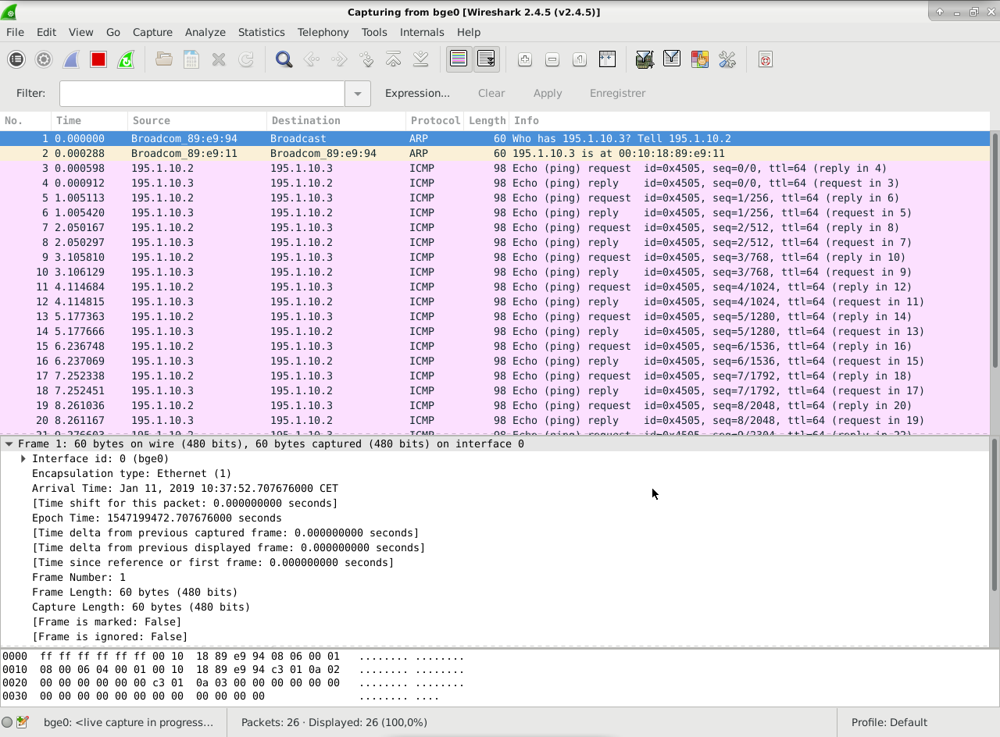 Capturing from bge0 [Wireshark 2.4.5 (v2.4.5)]
File Edit View Go Capture Analyze Statistics Telephony Tools Internals Help
Filter: Expression... Clear Apply Enregistrer
No. Time Source Destination Protocol Length Info
1 0.000000 Broadcom_89:e9:94 Broadcast ARP 60 Who has 195.1.10.3? Tell 195.1.10.2
2 0.000288 Broadcom_89:e9:11 Broadcom_89:e9:94 ARP 60 195.1.10.3 is at 00:10:18:89:e9:11
3 0.000598 195.1.10.2 195.1.10.3 ICMP 98 Echo (ping) request id=0x4505, seq=0/0, ttl=64 (reply in 4)
4 0.000912 195.1.10.3 195.1.10.2 ICMP 98 Echo (ping) reply id=0x4505, seq=0/0, ttl=64 (request in 3)
5 1.005113 195.1.10.2 195.1.10.3 ICMP 98 Echo (ping) request id=0x4505, seq=1/256, ttl=64 (reply in 6)
6 1.005420 195.1.10.3 195.1.10.2 ICMP 98 Echo (ping) reply id=0x4505, seq=1/256, ttl=64 (request in 5)
7 2.050167 195.1.10.2 195.1.10.3 ICMP 98 Echo (ping) request id=0x4505, seq=2/512, ttl=64 (reply in 8)
8 2.050297 195.1.10.3 195.1.10.2 ICMP 98 Echo (ping) reply id=0x4505, seq=2/512, ttl=64 (request in 7)
9 3.105810 195.1.10.2 195.1.10.3 ICMP 98 Echo (ping) request id=0x4505, seq=3/768, ttl=64 (reply in 10)
10 3.106129 195.1.10.3 195.1.10.2 ICMP 98 Echo (ping) reply id=0x4505, seq=3/768, ttl=64 (request in 9)
11 4.114684 195.1.10.2 195.1.10.3 ICMP 98 Echo (ping) request id=0x4505, seq=4/1024, ttl=64 (reply in 12)
12 4.114815 195.1.10.3 195.1.10.2 ICMP 98 Echo (ping) reply id=0x4505, seq=4/1024, ttl=64 (request in 11)
13 5.177363 195.1.10.2 195.1.10.3 ICMP 98 Echo (ping) request id=0x4505, seq=5/1280, ttl=64 (reply in 14)
14 5.177666 195.1.10.3 195.1.10.2 ICMP 98 Echo (ping) reply id=0x4505, seq=5/1280, ttl=64 (request in 13)
15 6.236748 195.1.10.2 195.1.10.3 ICMP 98 Echo (ping) request id=0x4505, seq=6/1536, ttl=64 (reply in 16)
16 6.237069 195.1.10.3 195.1.10.2 ICMP 98 Echo (ping) reply id=0x4505, seq=6/1536, ttl=64 (request in 15)
17 7.252338 195.1.10.2 195.1.10.3 ICMP 98 Echo (ping) request id=0x4505, seq=7/1792, ttl=64 (reply in 18)
18 7.252451 195.1.10.3 195.1.10.2 ICMP 98 Echo (ping) reply id=0x4505, seq=7/1792, ttl=64 (request in 17)
19 8.261036 195.1.10.2 195.1.10.3 ICMP 98 Echo (ping) request id=0x4505, seq=8/2048, ttl=64 (reply in 20)
20 8.261167 195.1.10.3 195.1.10.2 ICMP 98 Echo (ping) reply id=0x4505, seq=8/2048, ttl=64 (request in 19)
Frame 1: 60 bytes on wire (480 bits), 60 bytes captured (480 bits) on interface 0
Interface id: 0 (bge0)
Encapsulation type: Ethernet (1)
Arrival Time: Jan 11, 2019 10:37:52.707676000 CET
[Time shift for this packet: 0.000000000 seconds]
Epoch Time: 1547199472.707676000 seconds
[Time delta from previous captured frame: 0.000000000 seconds]
[Time delta from previous displayed frame: 0.000000000 seconds]
[Time since reference or first frame: 0.000000000 seconds]
Frame Number: 1
Frame Length: 60 bytes (480 bits)
Capture Length: 60 bytes (480 bits)
[Frame is marked: False]
[Frame is ignored: False]
0000 ff ff ff ff ff ff 00 10 18 89 e9 94 08 06 00 01 ........ ........
0010 08 00 06 04 00 01 00 10 18 89 e9 94 c3 01 0a 02 ........ ........
0020 00 00 00 00 00 00 c3 01 0a 03 00 00 00 00 00 00 ........ ........
0030 00 00 00 00 00 00 00 00 00 00 00 00 ........ ....
bge0: <live capture in progress... Packets: 26 · Displayed: 26 (100,0%) Profile: Default